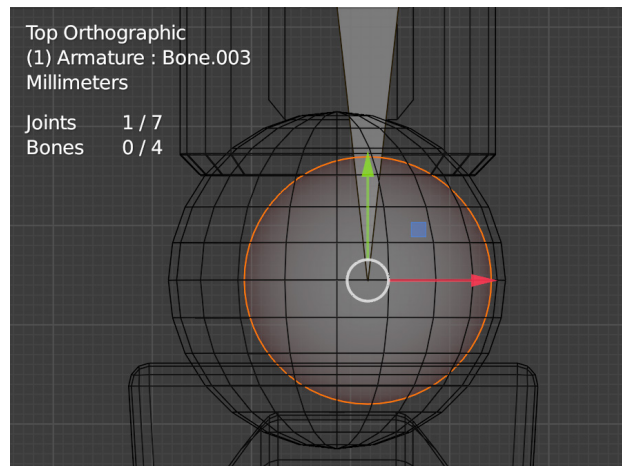 Top Orthographic
(1) Armature : Bone.003
Millimeters
Joints 1 / 7
Bones 0 / 4